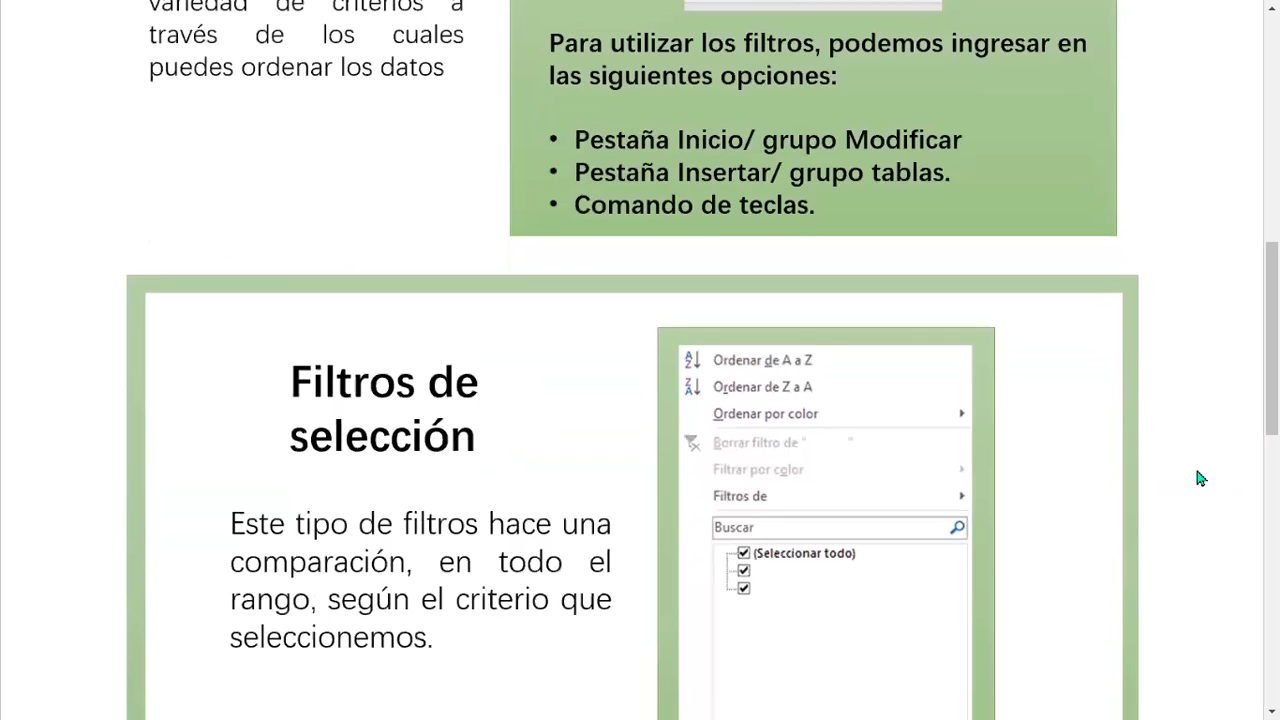 variedad de criterios a
través de los cuales
puedes ordenar los datos
Para utilizar los filtros, podemos ingresar en
las siguientes opciones:
• Pestaña Inicio/ grupo Modificar
• Pestaña Insertar/ grupo tablas.
• Comando de teclas.
Filtros de
selección
Este tipo de filtros hace una
comparación, en todo el
rango, según el criterio que
seleccionemos.
Ordenar de A a Z
Ordenar de Z a A
Ordenar por color
Borrar filtro de " "
Filtrar por color
Filtros de
Buscar
(Seleccionar todo)